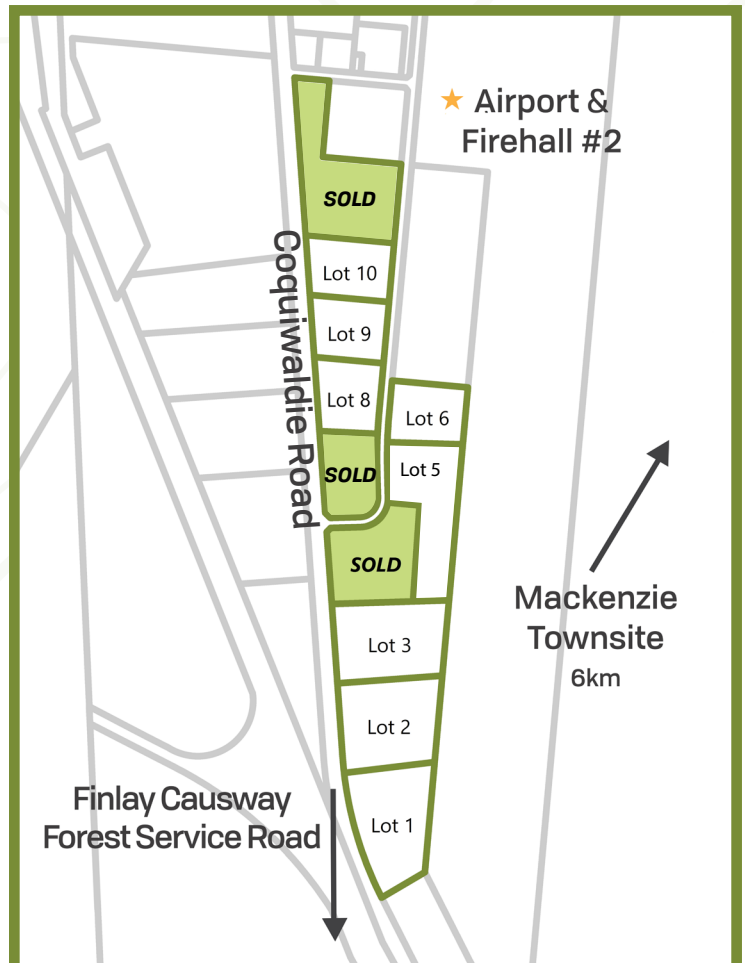 Airport &
Firehall #2
SOLD
Coquiwaldie Road
Lot 10
Lot 9
Lot 8
Lot 6
SOLD
Lot 5
SOLD
Mackenzie
Townsite
6km
Lot 3
Lot 2
Finlay Causway
Forest Service Road
Lot 1